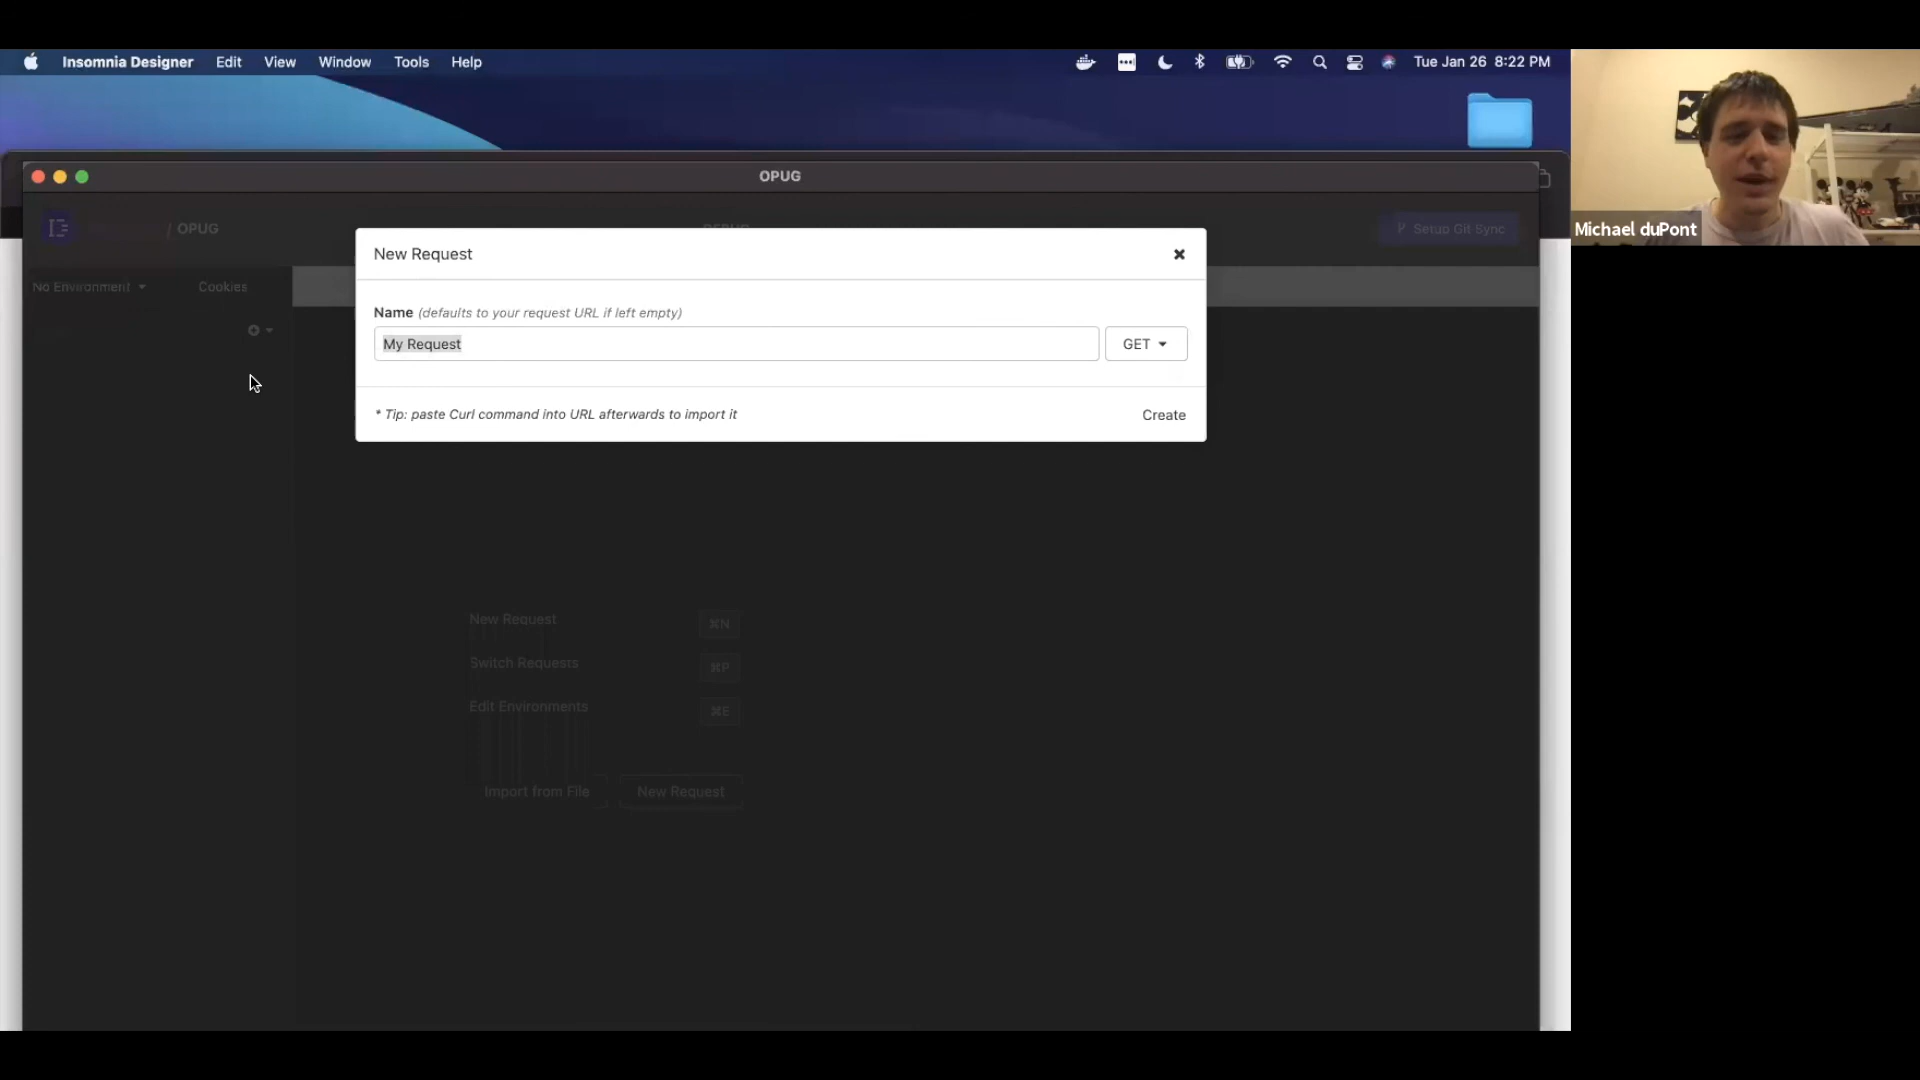 Insomnia Designer Edit View Window Tools Help
Tue Jan 26 8:22 PM
OPUG
/ OPUG
DEBUG
Setup Git Sync
Michael duPont
New Request
No Environment
Cookies
Name (defaults to your request URL if left empty)
My Request
GET
* Tip: paste Curl command into URL afterwards to import it
Create
New Request ⌘N
Switch Requests ⌘P
Edit Environments ⌘E
Import from File
New Request